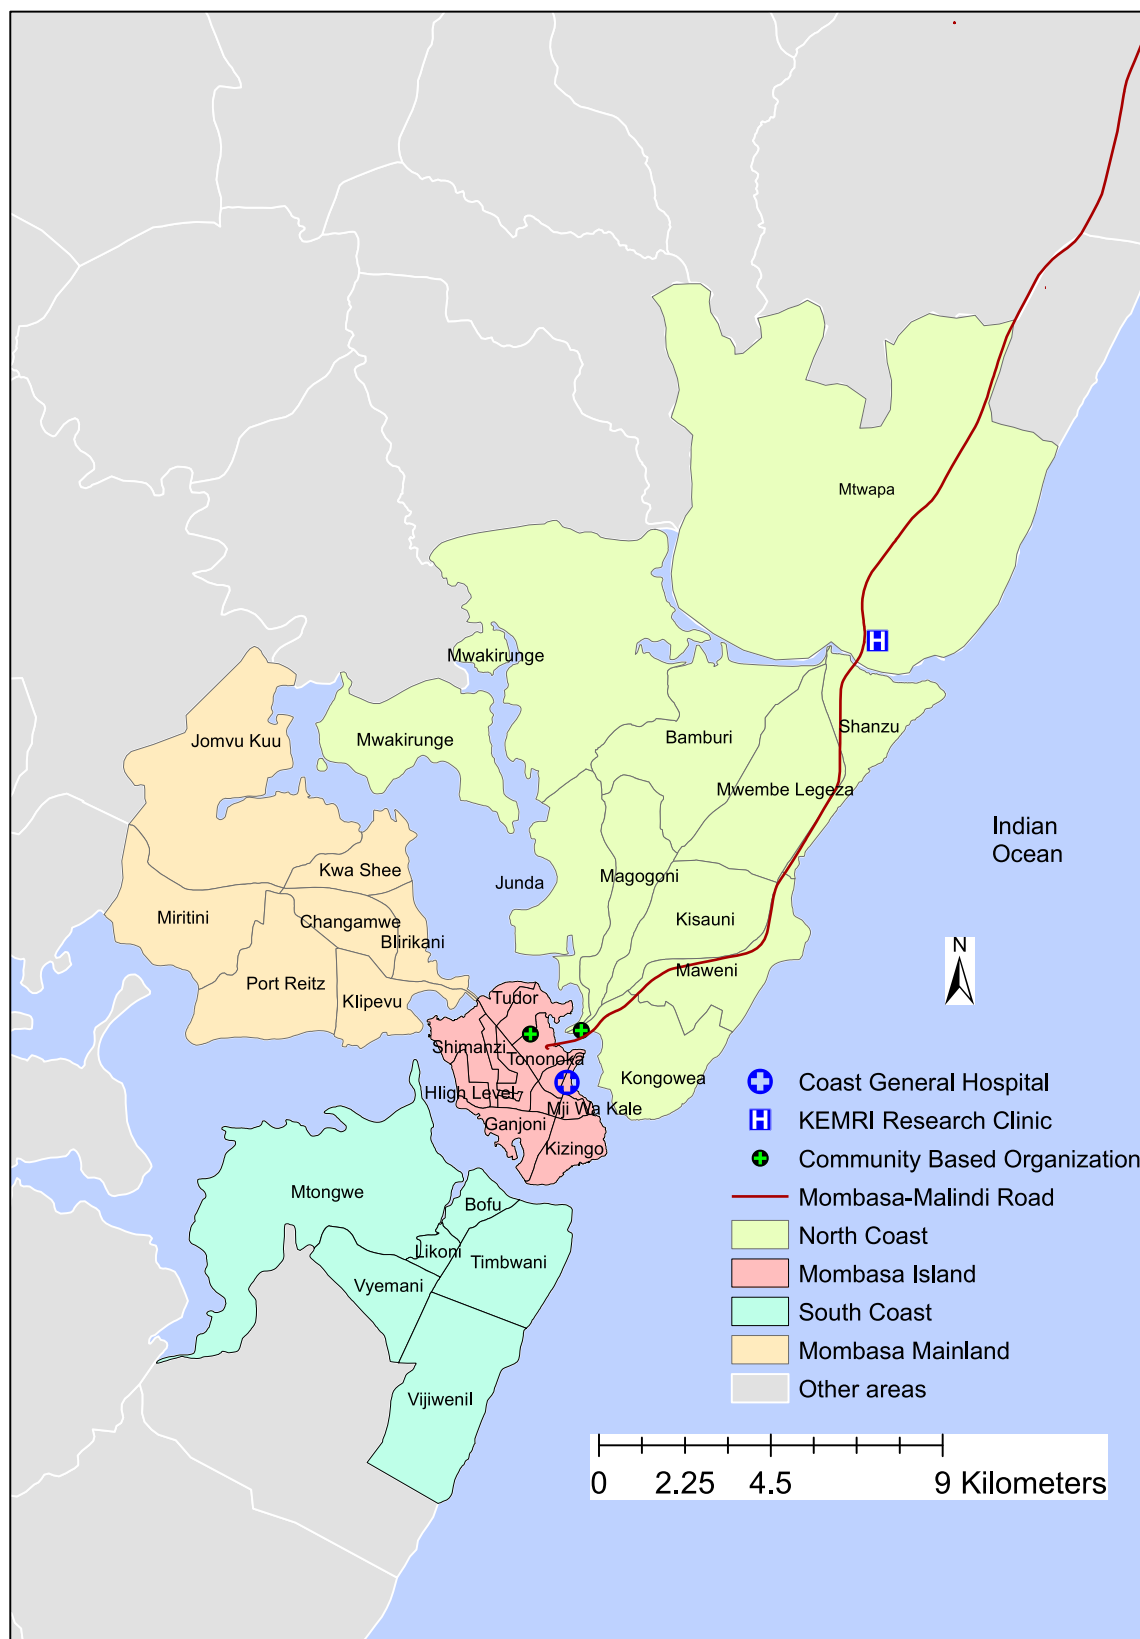 Mtwapa
Mwakirunge
Mwakirunge
Jomvu Kuu
Bamburi
Shanzu
Mwembe Legeza
Indian
Ocean
Kwa Shee
Junda
Magogoni
Miritini
Changamwe
Kisauni
Blirikani
Maweni
Port Reitz
Klipevu
Tudor
N
Shimanzi
Tononoka
Kongowea
HIigh Level
Mji Wa Kale
Ganjoni
Kizingo
Mtongwe
Bofu
Likoni
Timbwani
Vyemani
Vijiwenil
Coast General Hospital
H KEMRI Research Clinic
Community Based Organization
Mombasa-Malindi Road
North Coast
Mombasa Island
South Coast
Mombasa Mainland
Other areas
0 2.25 4.5 9 Kilometers
H